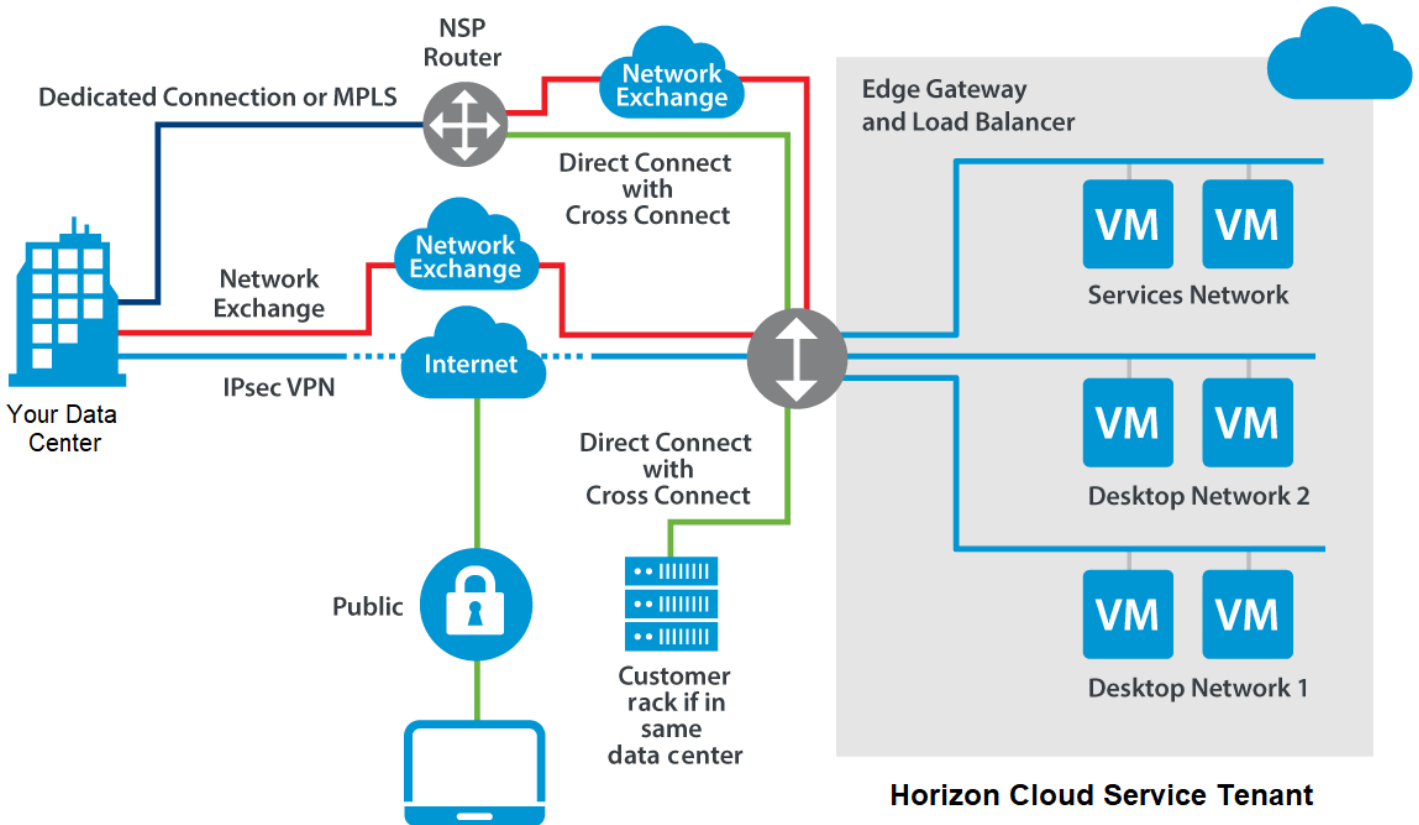 NSP
Router
Network
Exchange
Dedicated Connection or MPLS
Edge Gateway
and Load Balancer
Direct Connect
with
Cross Connect
VM
VM
Services Network
Network
Exchange
Network
Exchange
Internet
IPsec VPN
Your Data
Center
VM
VM
Desktop Network 2
Direct Connect
with
Cross Connect
Public
VM
VM
Desktop Network 1
Customer
rack if in
same
data center
Horizon Cloud Service Tenant